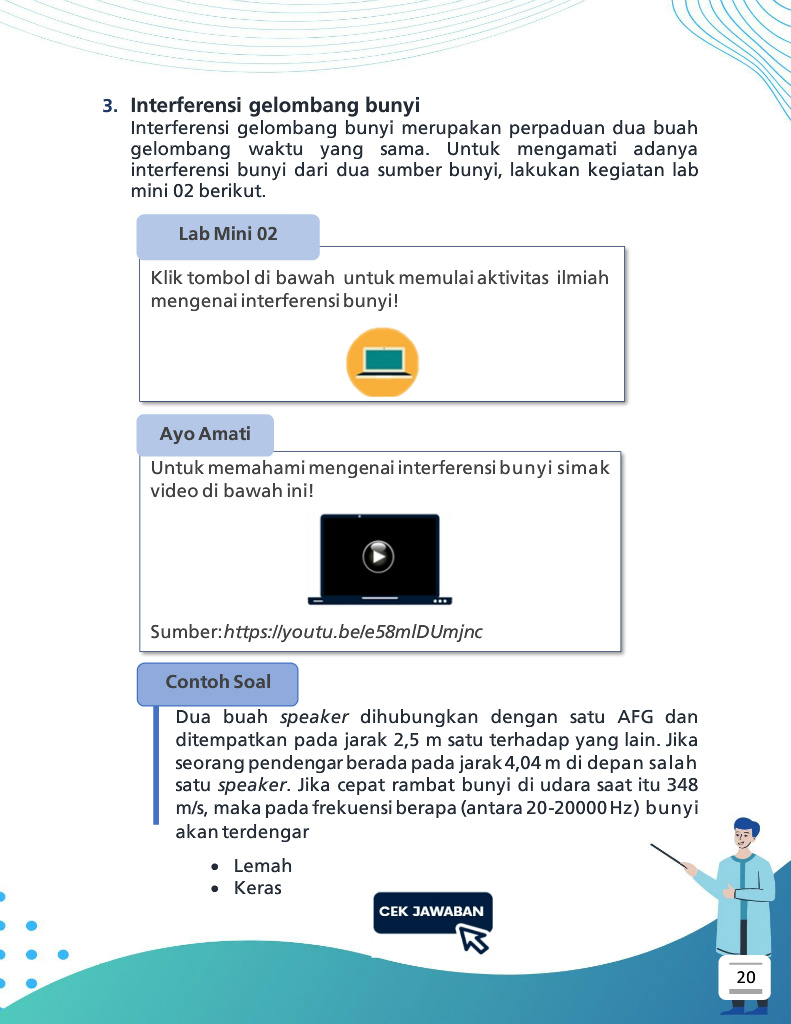 3. Interferensi gelombang bunyi
Interferensi gelombang bunyi merupakan perpaduan dua buah
gelombang waktu yang sama. Untuk mengamati adanya
interferensi bunyi dari dua sumber bunyi, lakukan kegiatan lab
mini 02 berikut.
Lab Mini 02
Klik tombol di bawah untuk memulai aktivitas ilmiah
mengenai interferensi bunyi!
Ayo Amati
Untuk memahami mengenai interferensi bunyi simak
video di bawah ini!
Sumber: https://youtu.be/e58mlDUmjnc
Contoh Soal
Dua buah speaker dihubungkan dengan satu AFG dan
ditempatkan pada jarak 2,5 m satu terhadap yang lain. Jika
seorang pendengar berada pada jarak 4,04 m di depan salah
satu speaker. Jika cepat rambat bunyi di udara saat itu 348
m/s, maka pada frekuensi berapa (antara 20-20000 Hz) bunyi
akan terdengar
• Lemah
• Keras
CEK JAWABAN
20